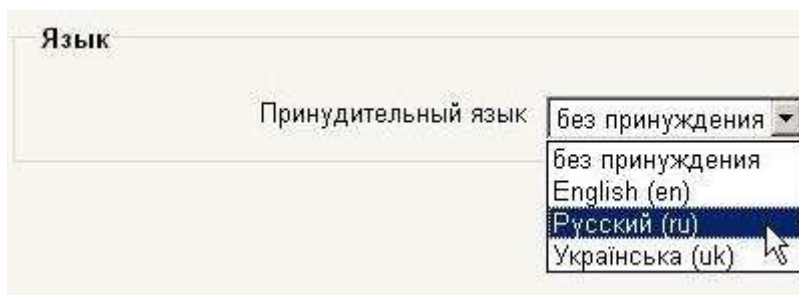 Язык
Принудительный язык без принуждения
без принуждения
English (en)
Русский (ru)
Українська (uk)